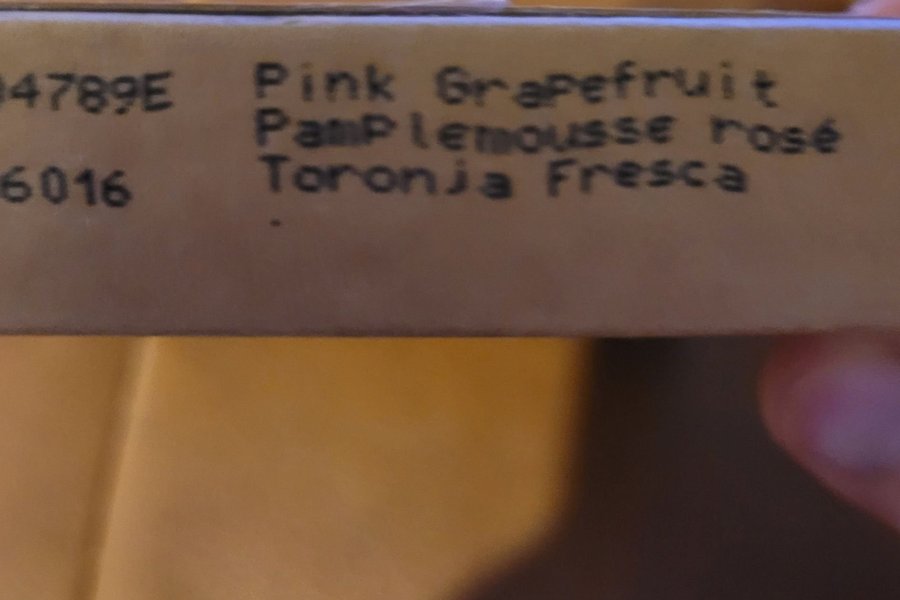 04789E Pink Grapefruit
Pamplemousse rosé
6016 Toronja Fresca
.